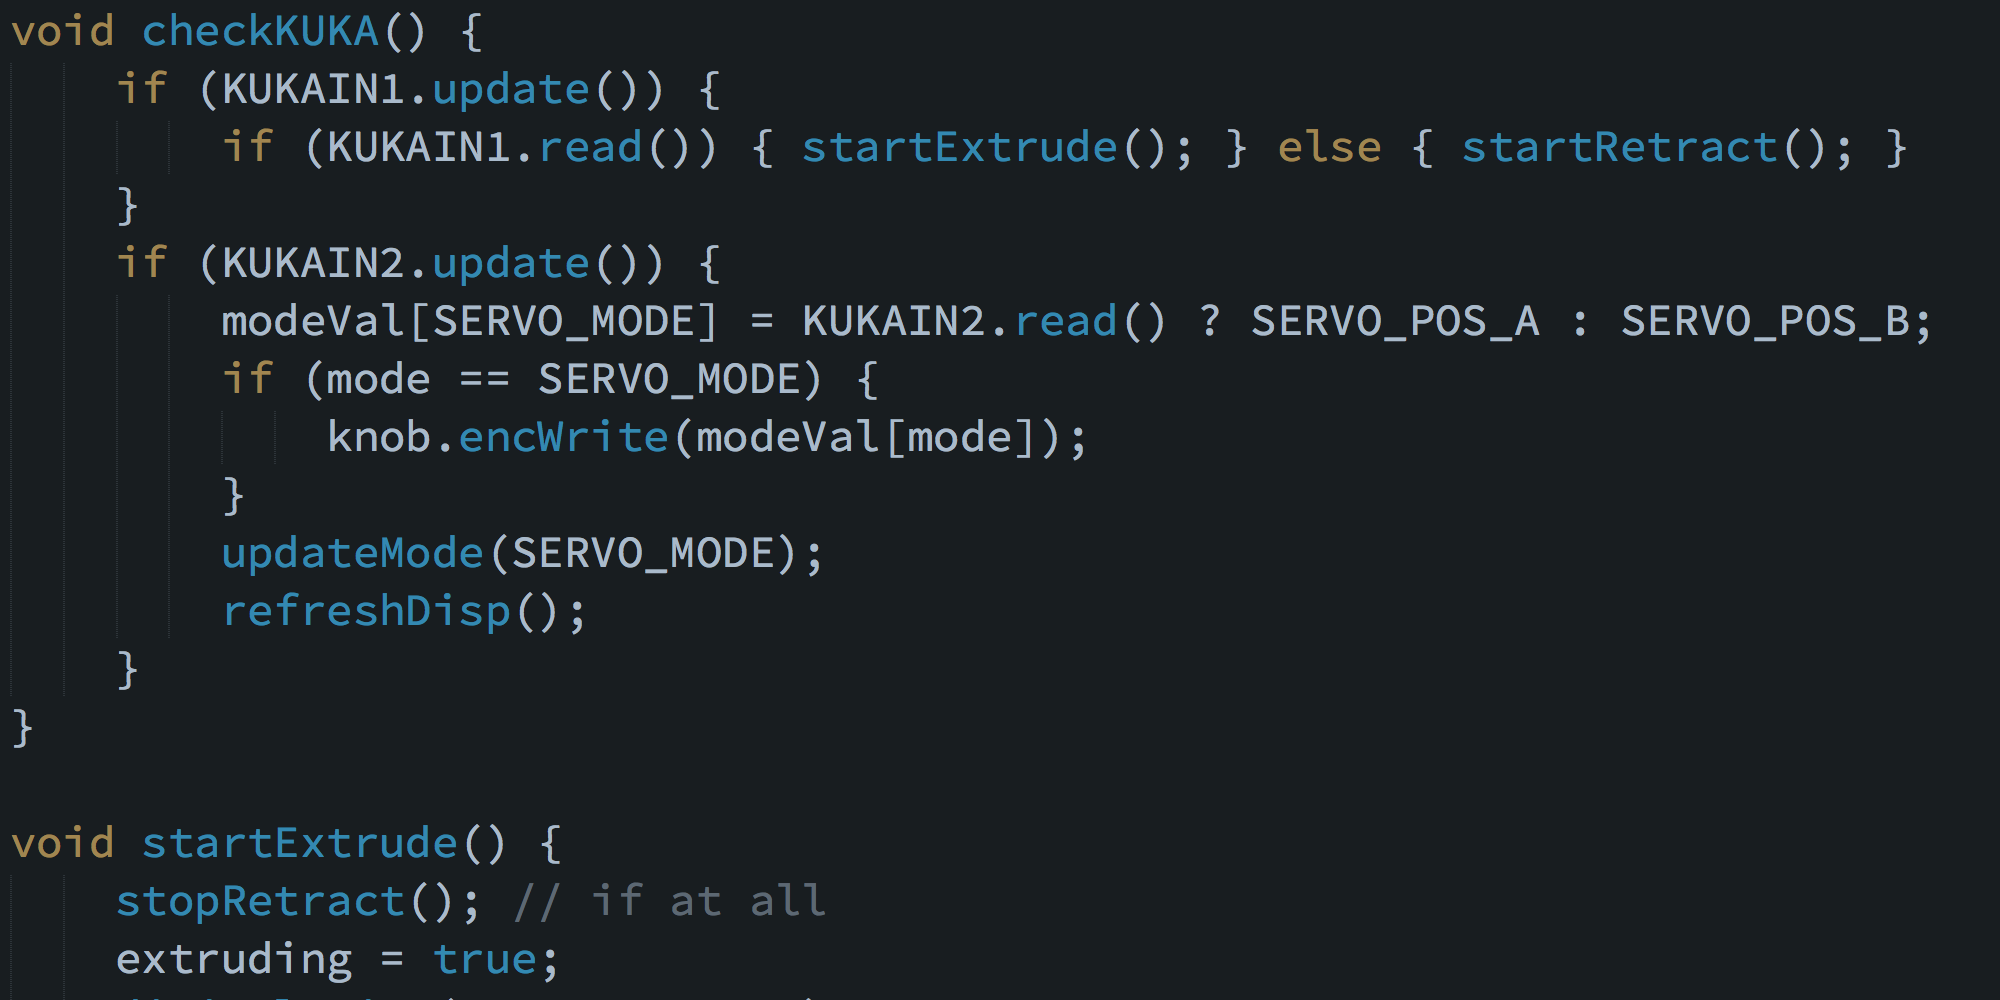 void checkKUKA() {
    if (KUKAIN1.update()) {
        if (KUKAIN1.read()) { startExtrude(); } else { startRetract(); }
    }
    if (KUKAIN2.update()) {
        modeVal[SERVO_MODE] = KUKAIN2.read() ? SERVO_POS_A : SERVO_POS_B;
        if (mode == SERVO_MODE) {
            knob.encWrite(modeVal[mode]);
        }
        updateMode(SERVO_MODE);
        refreshDisp();
    }
}
void startExtrude() {
    stopRetract(); // if at all
    extruding = true;